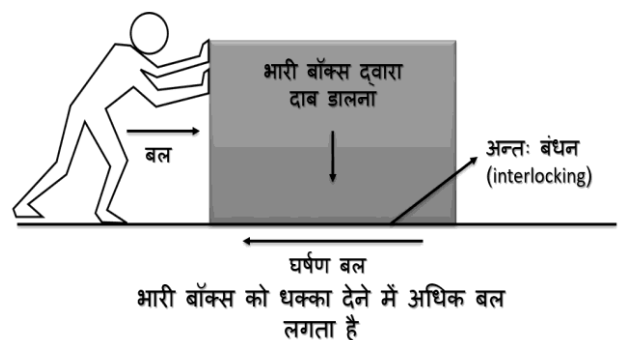 भारी बॉक्स द्वारा
दाब डालना
बल
अन्तः बंधन
(interlocking)
घर्षण बल
भारी बॉक्स को धक्का देने में अधिक बल
लगता है